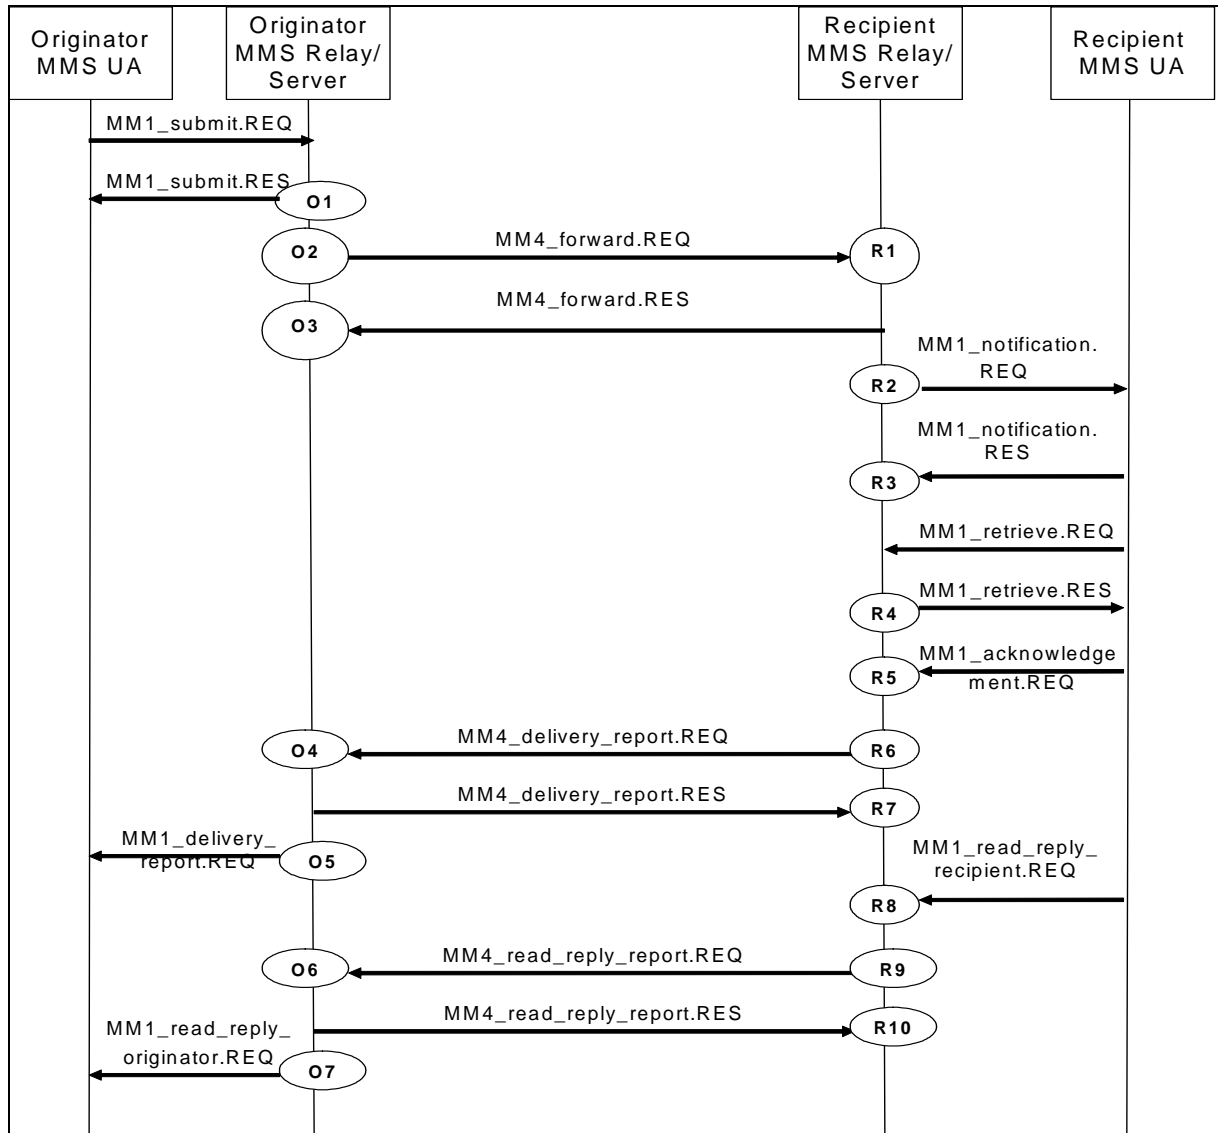 Originator
MMS UA
Originator
MMS Relay/
Server
Recipient
MMS Relay/
Server
Recipient
MMS UA
MM1_submit.REQ
MM1_submit.RES
O1
O2
MM4_forward.REQ
R1
O3
MM4_forward.RES
MM1_notification.
REQ
R2
MM1_notification.
RES
R3
MM1_retrieve.REQ
MM1_retrieve.RES
R4
MM1_acknowledge
ment.REQ
R5
O4
MM4_delivery_report.REQ
R6
MM4_delivery_report.RES
R7
MM1_delivery_
report.REQ
O5
MM1_read_reply_
recipient.REQ
R8
O6
MM4_read_reply_report.REQ
R9
MM4_read_reply_report.RES
R10
MM1_read_reply_
originator.REQ
O7